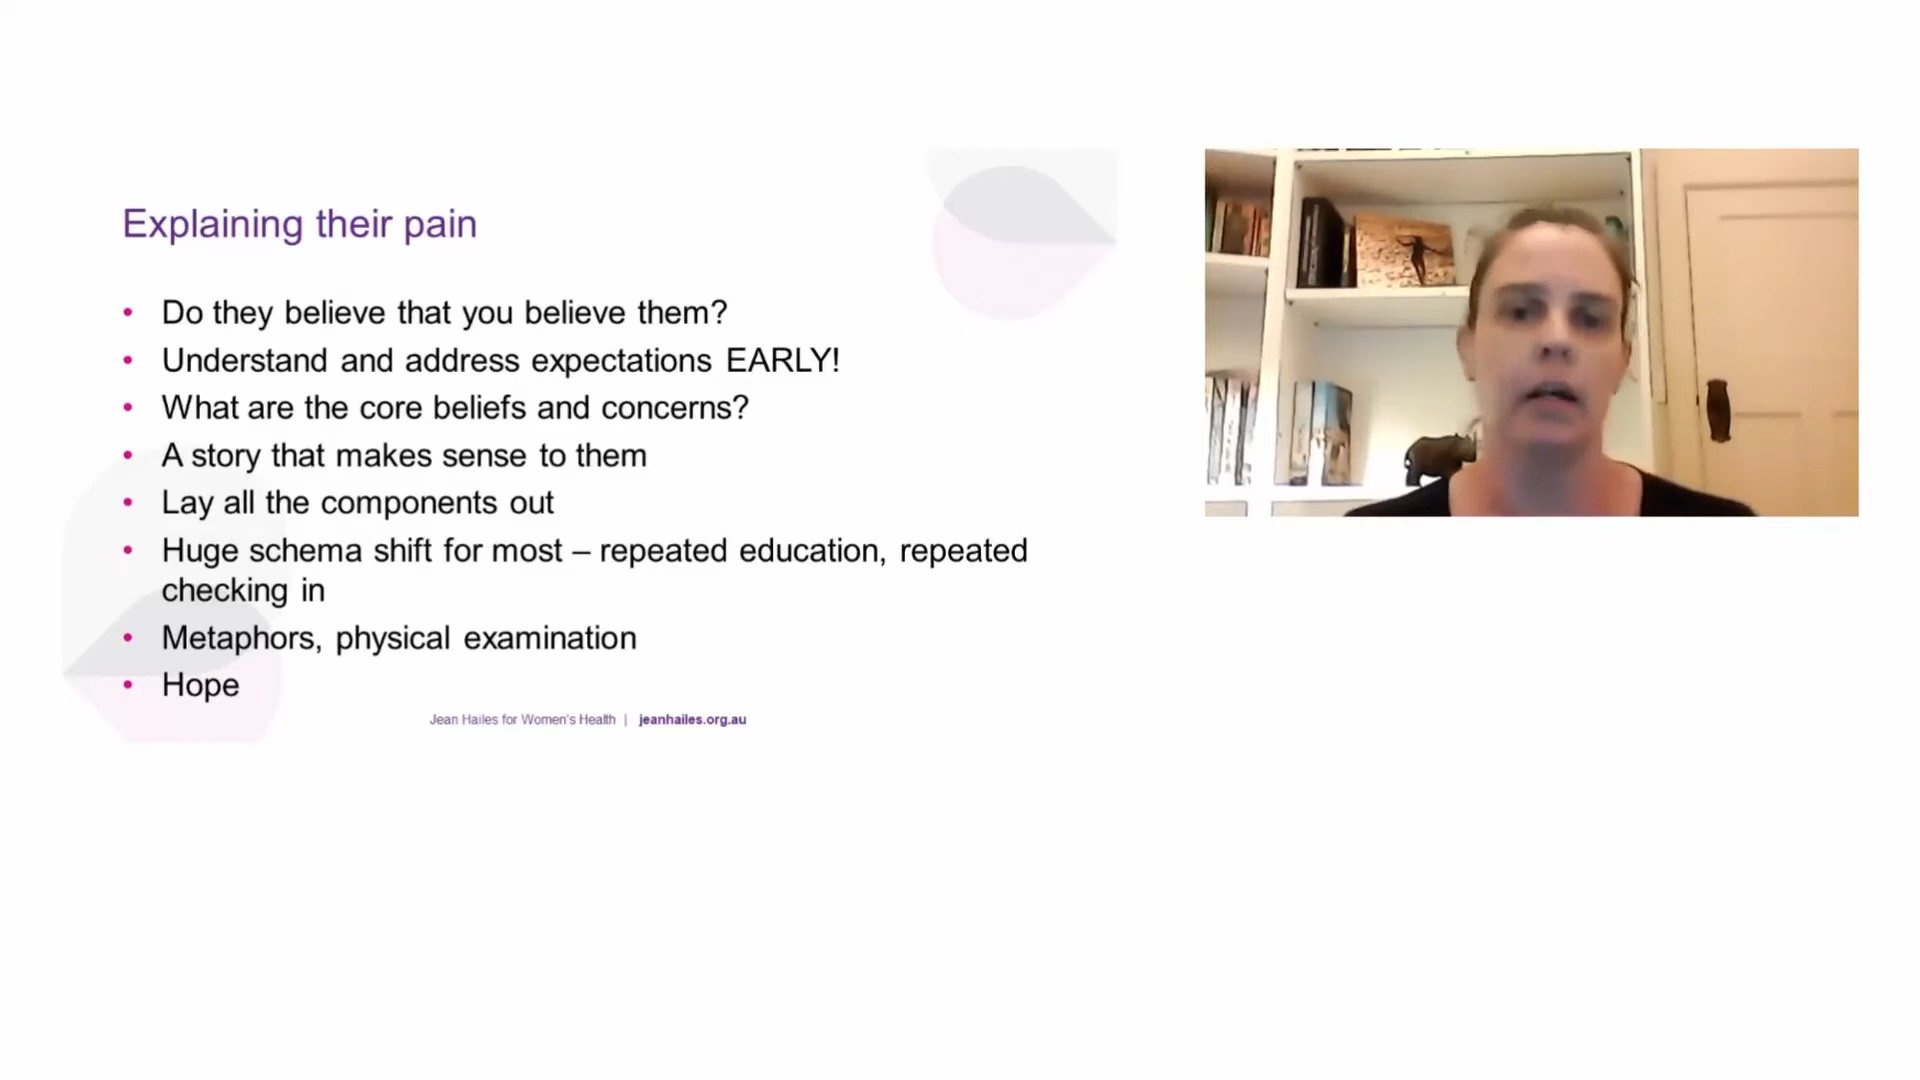 Explaining their pain
• Do they believe that you believe them?
• Understand and address expectations EARLY!
• What are the core beliefs and concerns?
• A story that makes sense to them
• Lay all the components out
• Huge schema shift for most – repeated education, repeated
checking in
• Metaphors, physical examination
• Hope
Jean Hailes for Women's Health | jeanhailes.org.au